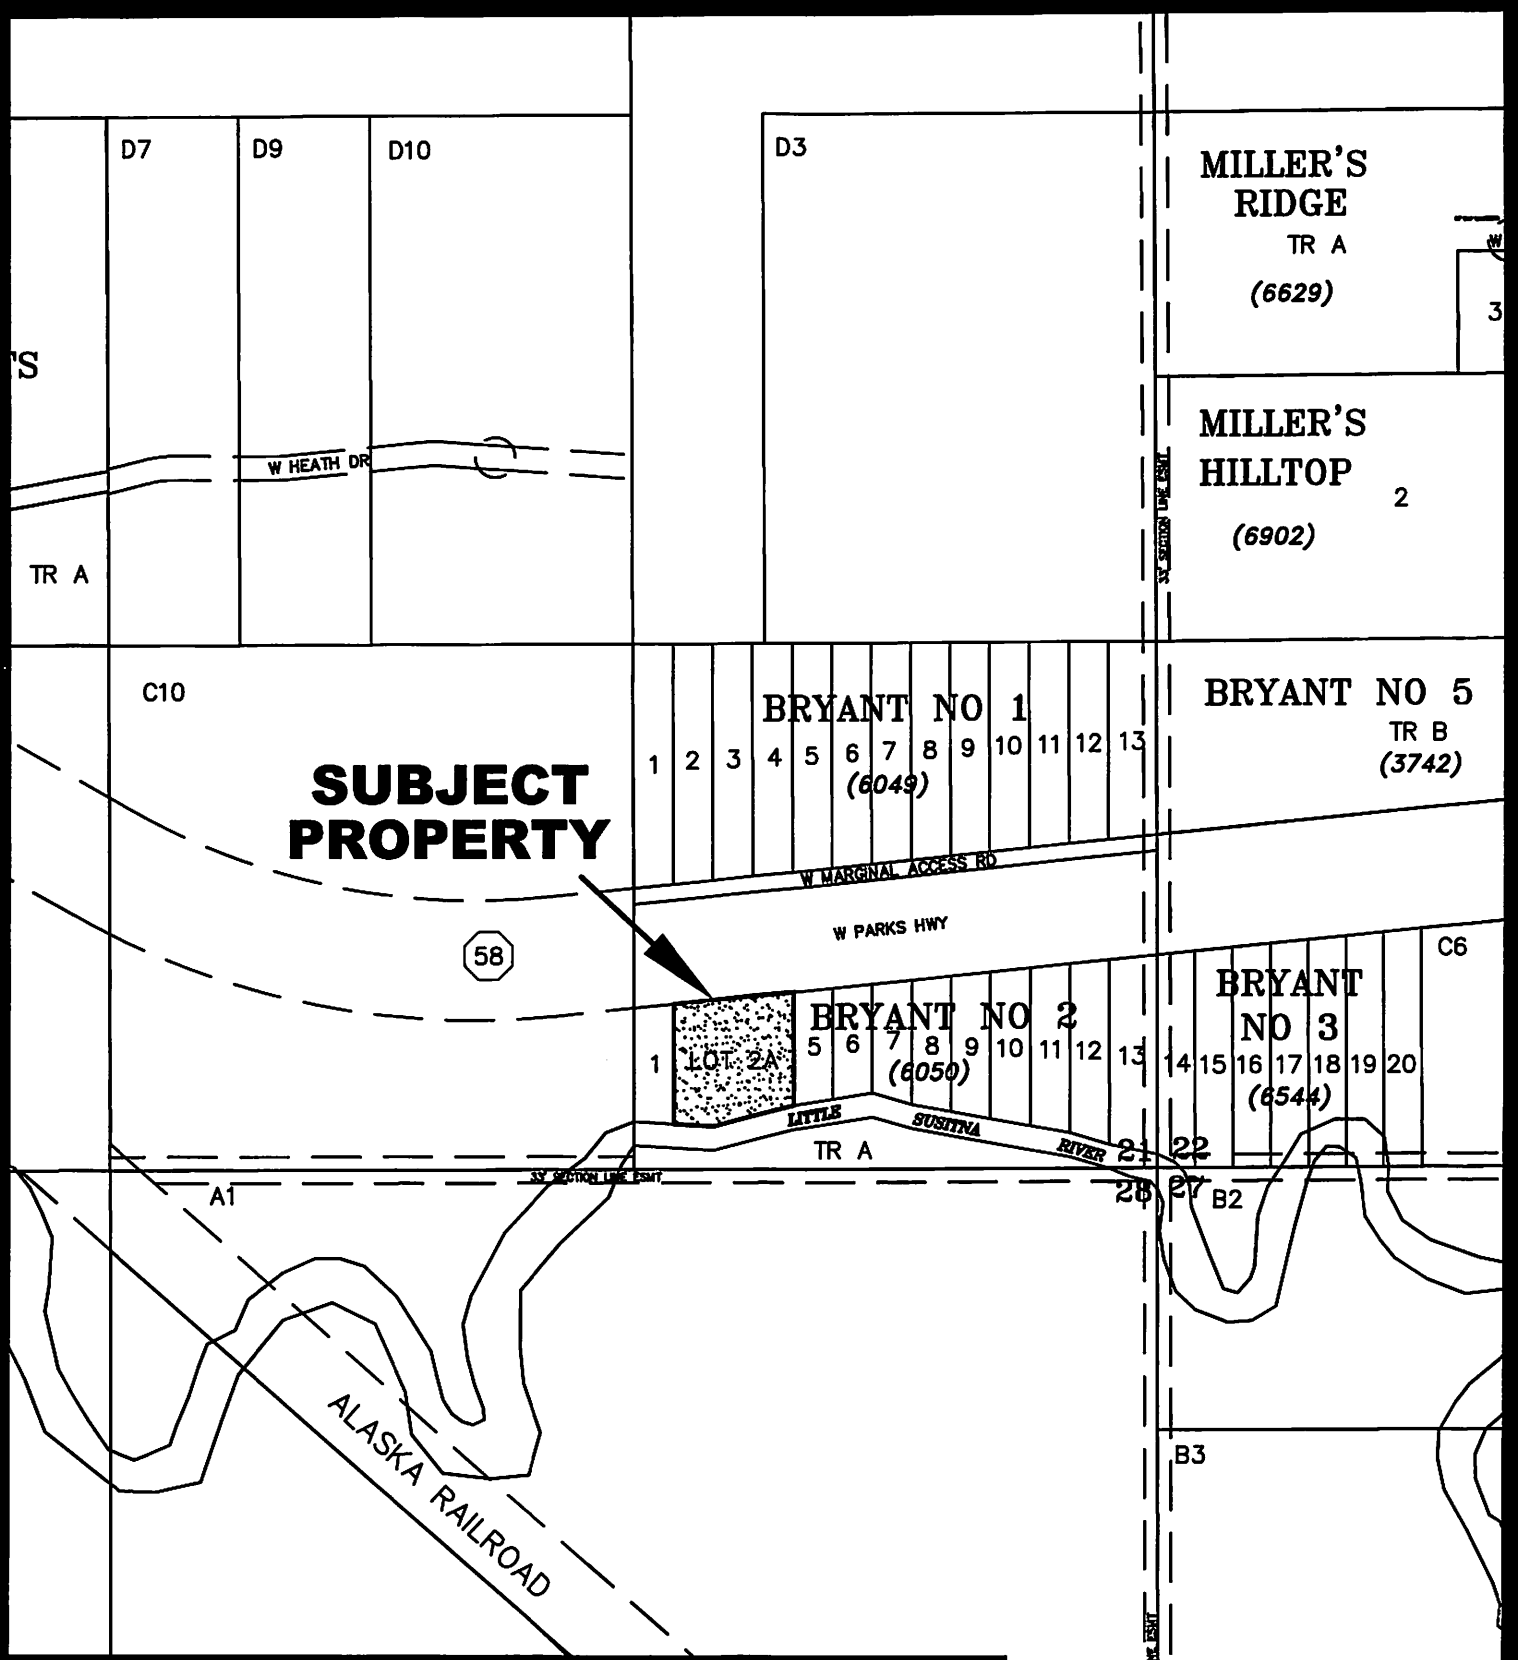 D7
D9
D10
D3
MILLER'S
RIDGE
TR A
(6629)
W
3
'S
MILLER'S
HILLTOP
2
(6902)
W HEATH DR
33' SECTION LINE ESMT
TR A
C10
BRYANT NO 1
1 2 3 4 5 6 7 8 9 10 11 12 13
(6049)
BRYANT NO 5
TR B
(3742)
SUBJECT
PROPERTY
W MARGINAL ACCESS RD
W PARKS HWY
58
C6
BRYANT NO 2
1 LOT 2A 5 6 7 8 9 10 11 12 13
(6050)
BRYANT
NO 3
14 15 16 17 18 19 20
(6544)
LITTLE SUSITNA RIVER
TR A
21 22
33' SECTION LINE ESMT
28 27
A1
B2
B3
ALASKA RAILROAD
ESMT